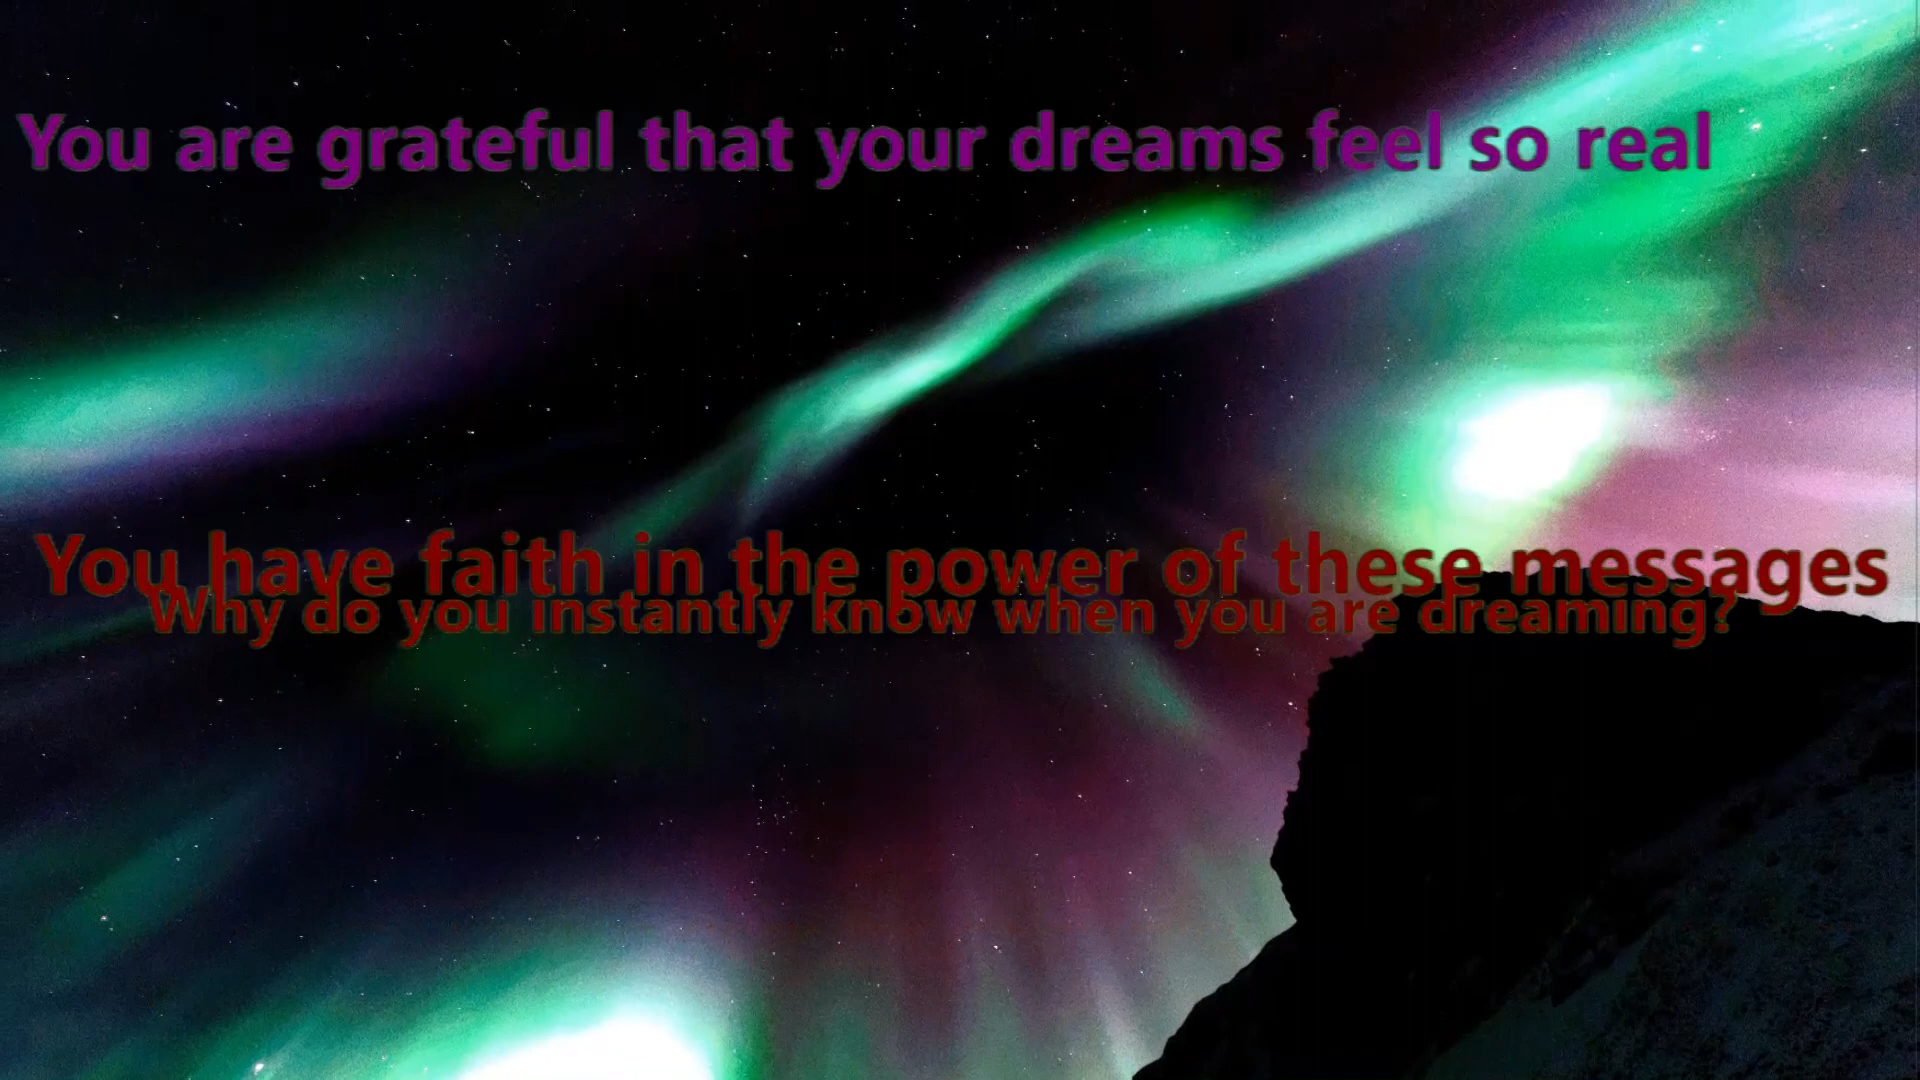 You are grateful that your dreams feel so real
You have faith in the power of these messages
Why do you instantly know when you are dreaming?